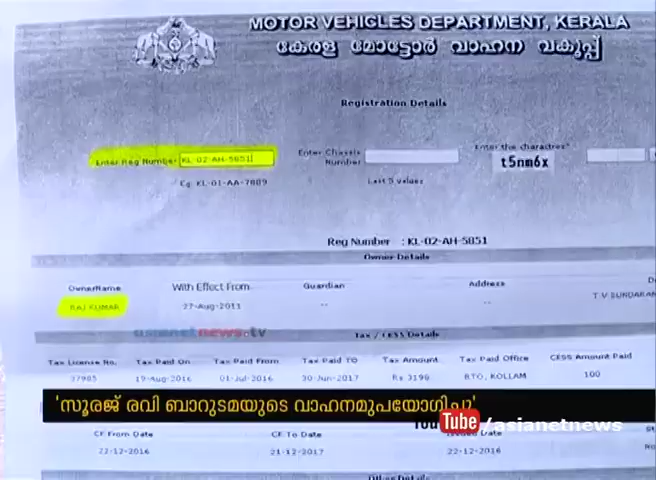 MOTOR VEHICLES DEPARTMENT, KERALA
കേരള മോട്ടോർ വാഹന വകുപ്പ്
Registration Details
Enter Reg Number KL-02-AH-5851
Enter Chassis Number
Enter the charactres*
t5nm6x
Eg: KL-01-AA-7889
Last 5 values
Reg Number : KL-02-AH-5851
Owner Details
OwnerName With Effect From Guardian Address
RAJ KUMAR 27-Aug-2011 -- -- T V SUNDARAM
asianetnews.tv
Tax / CESS Details
Tax License No. Tax Paid On Tax Paid From Tax Paid TO Tax Amount Tax Paid Office CESS Amount Paid
37985 19-Aug-2016 01-Jul-2016 30-Jun-2017 Rs 3190 RTO, KOLLAM 100
'സൂരജ് രവി ബാറുടമയുടെ വാഹനമുപയോഗിച്ചു'
YouTube /asianetnews
CF From Date CF To Date Issued Date
22-12-2016 21-12-2017 22-12-2016
Other Details